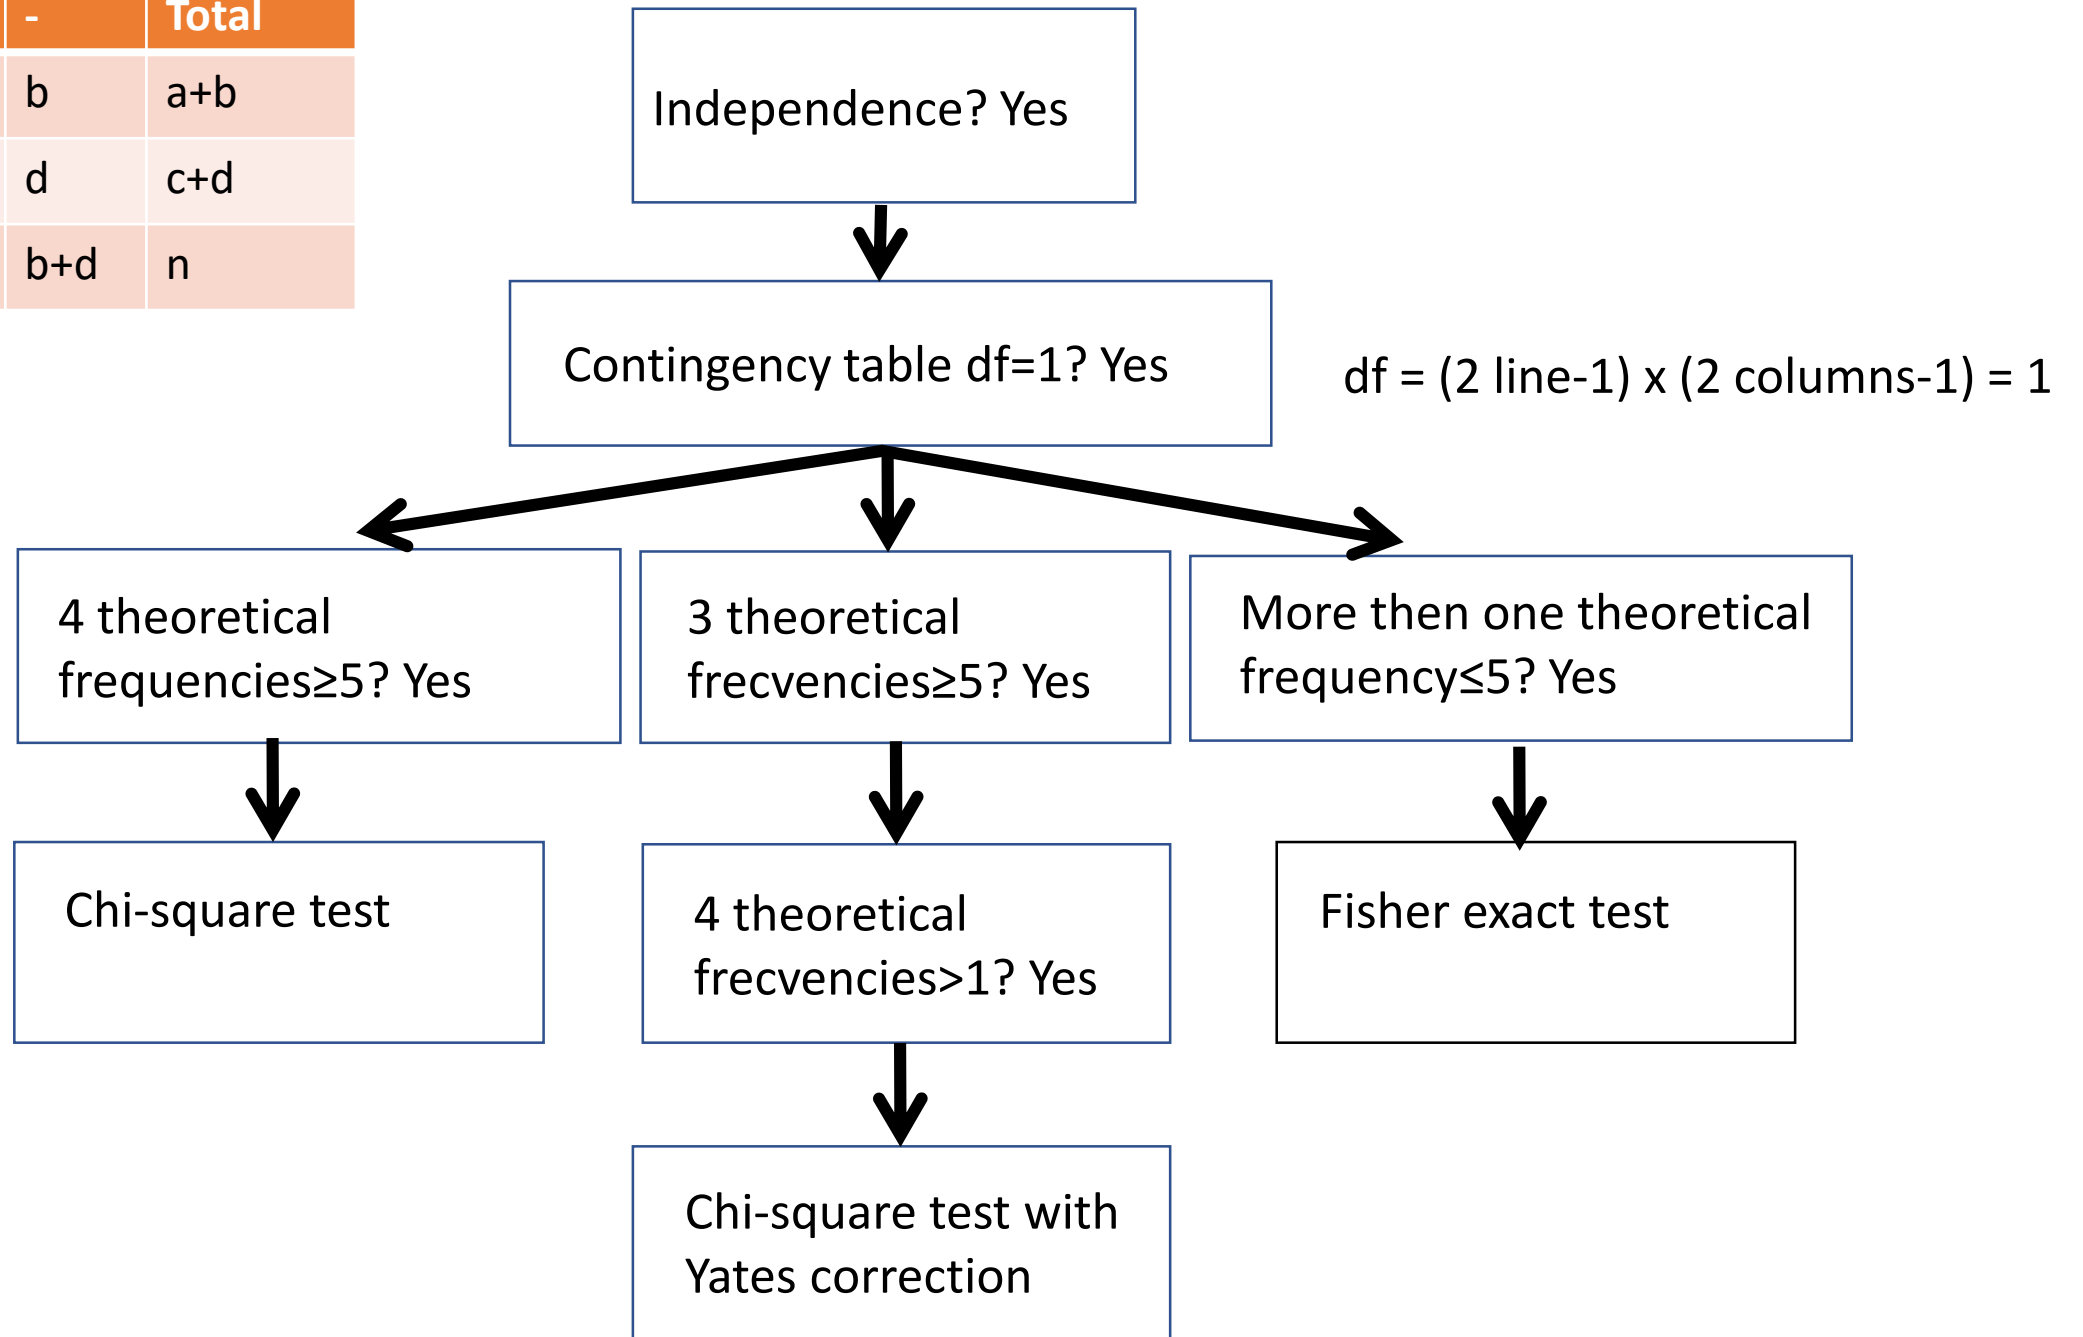 - Total
b a+b
d c+d
b+d n
Independence? Yes
Contingency table df=1? Yes
df = (2 line-1) x (2 columns-1) = 1
4 theoretical
frequencies≥5? Yes
3 theoretical
frecvencies≥5? Yes
More then one theoretical
frequency≤5? Yes
Chi-square test
4 theoretical
frecvencies>1? Yes
Fisher exact test
Chi-square test with
Yates correction